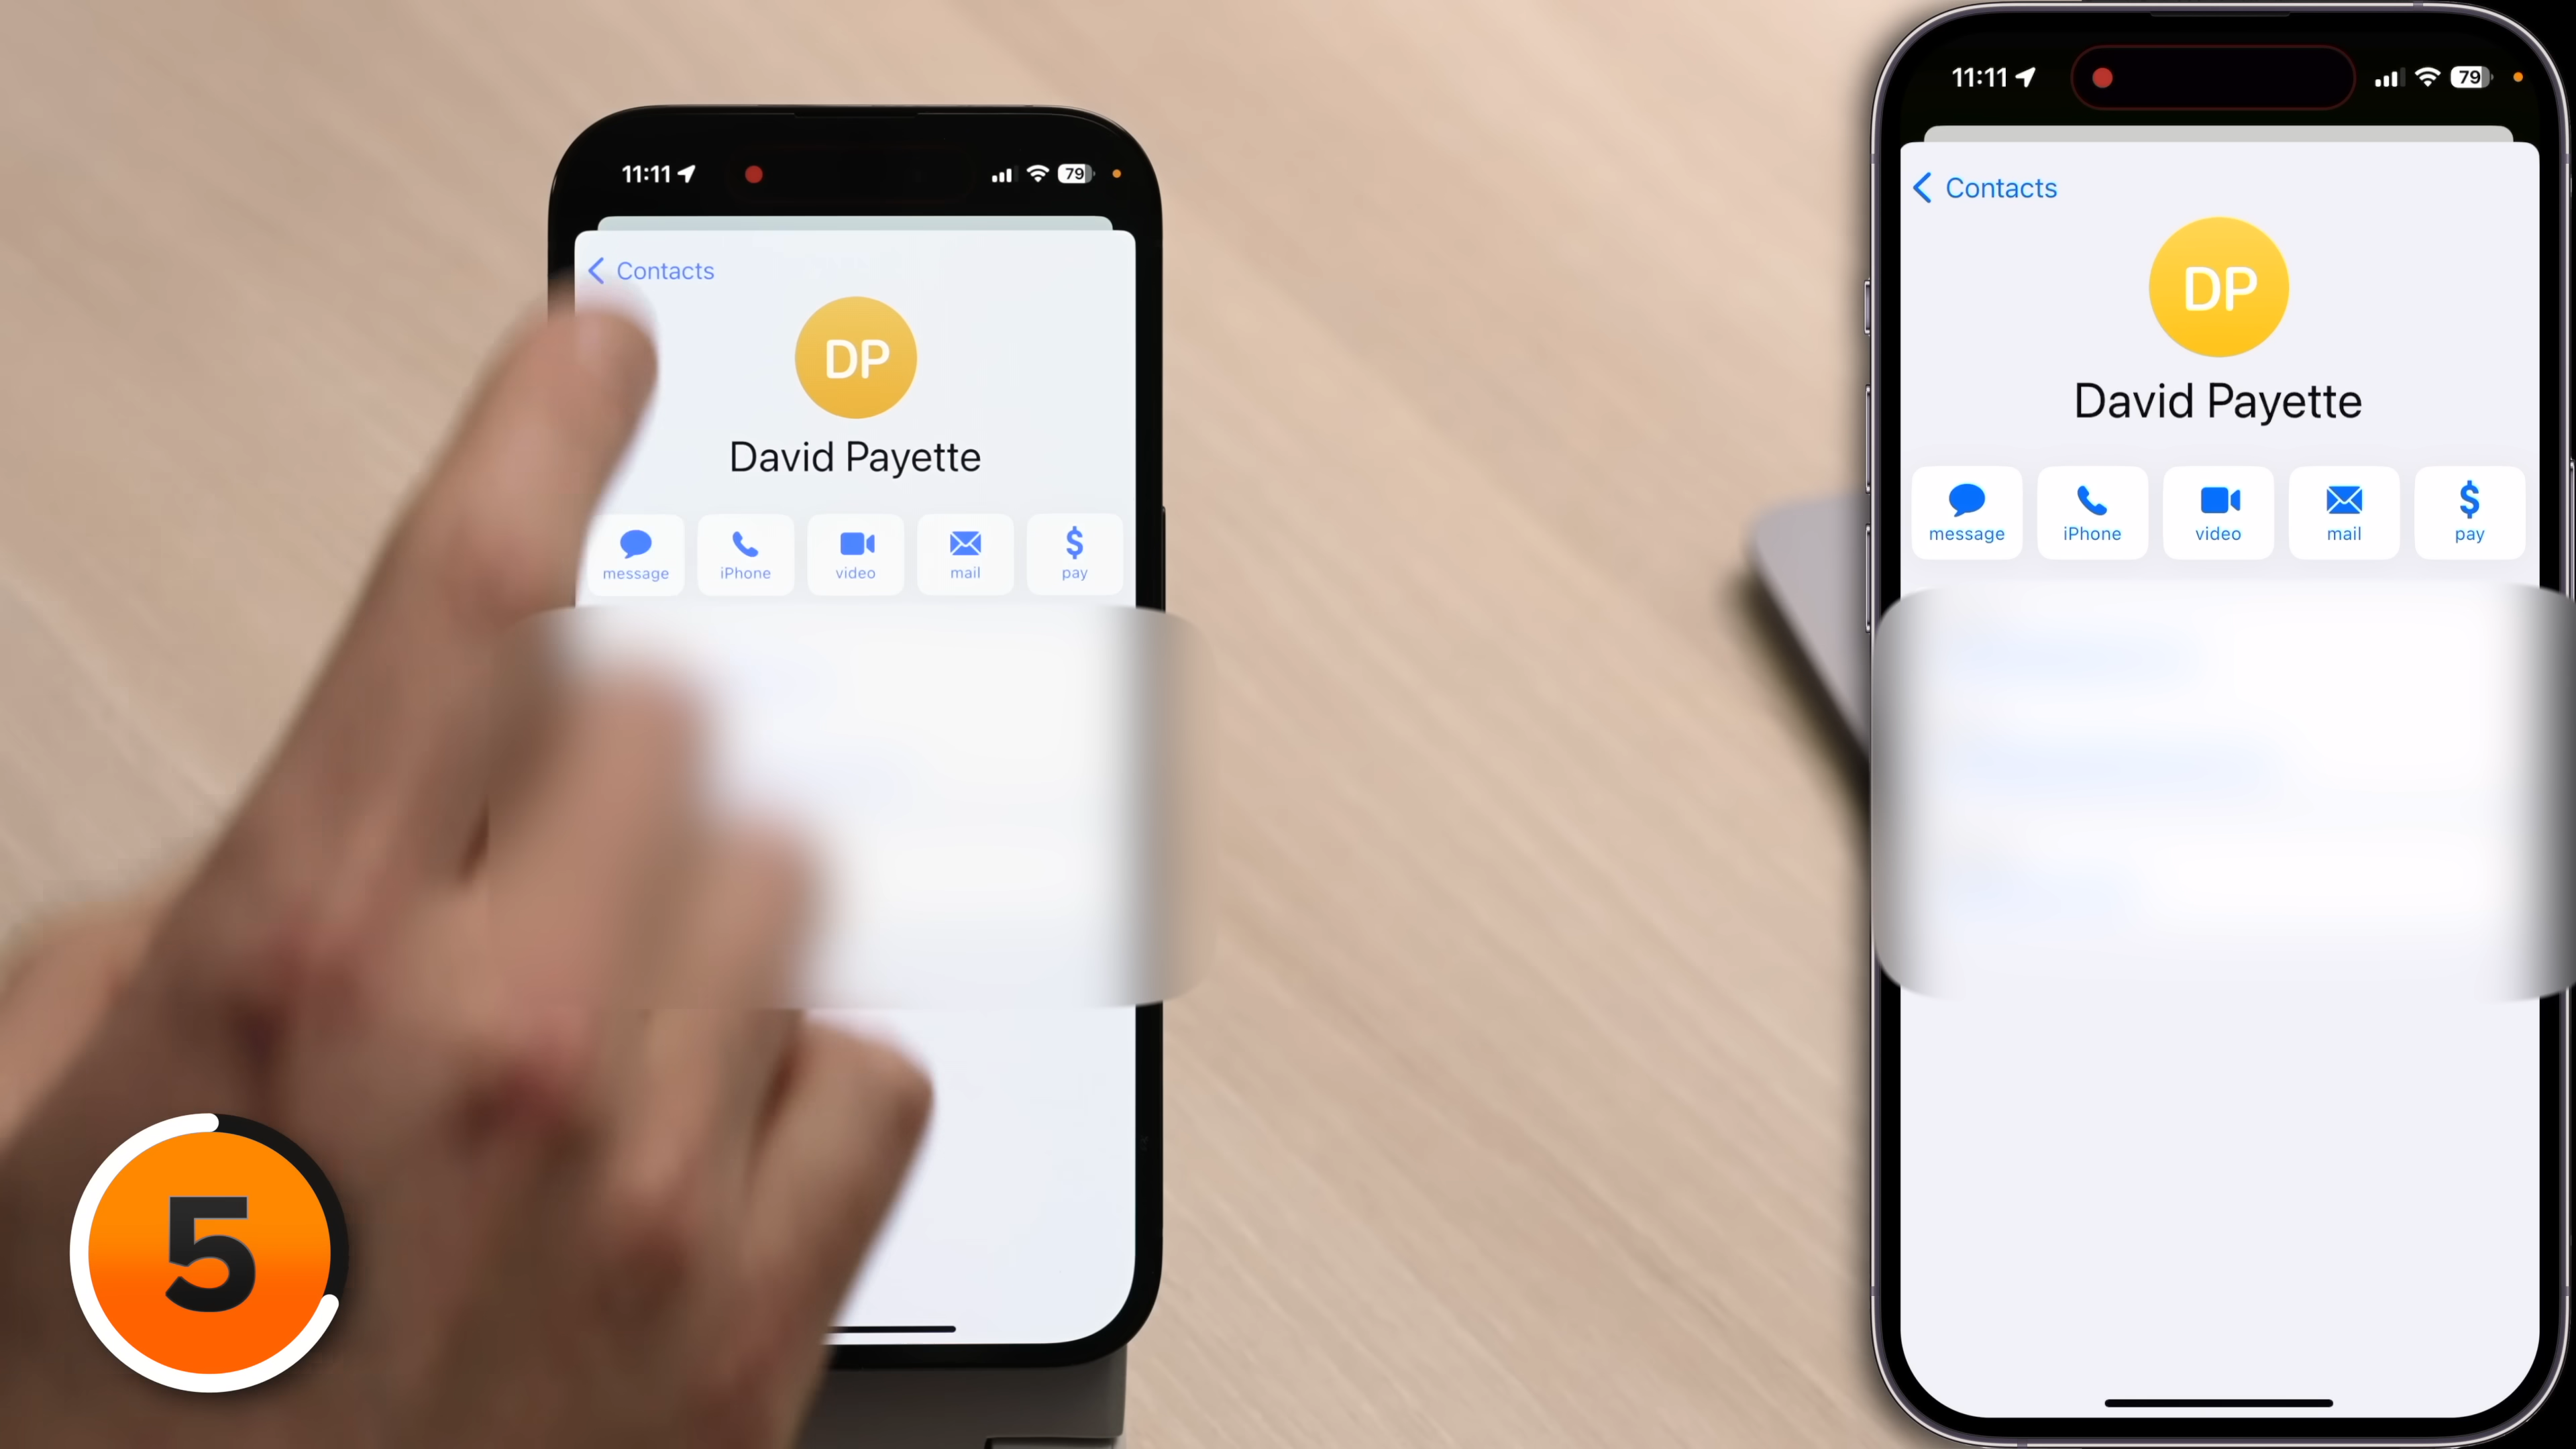 11:11
79
Contacts
DP
David Payette
message
iPhone
video
mail
$
pay
5
11:11
79
Contacts
DP
David Payette
message
iPhone
video
mail
$
pay